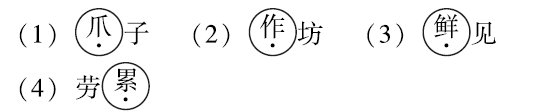 (1) 爪子 (2) 作坊 (3) 鲜见
(4) 劳累